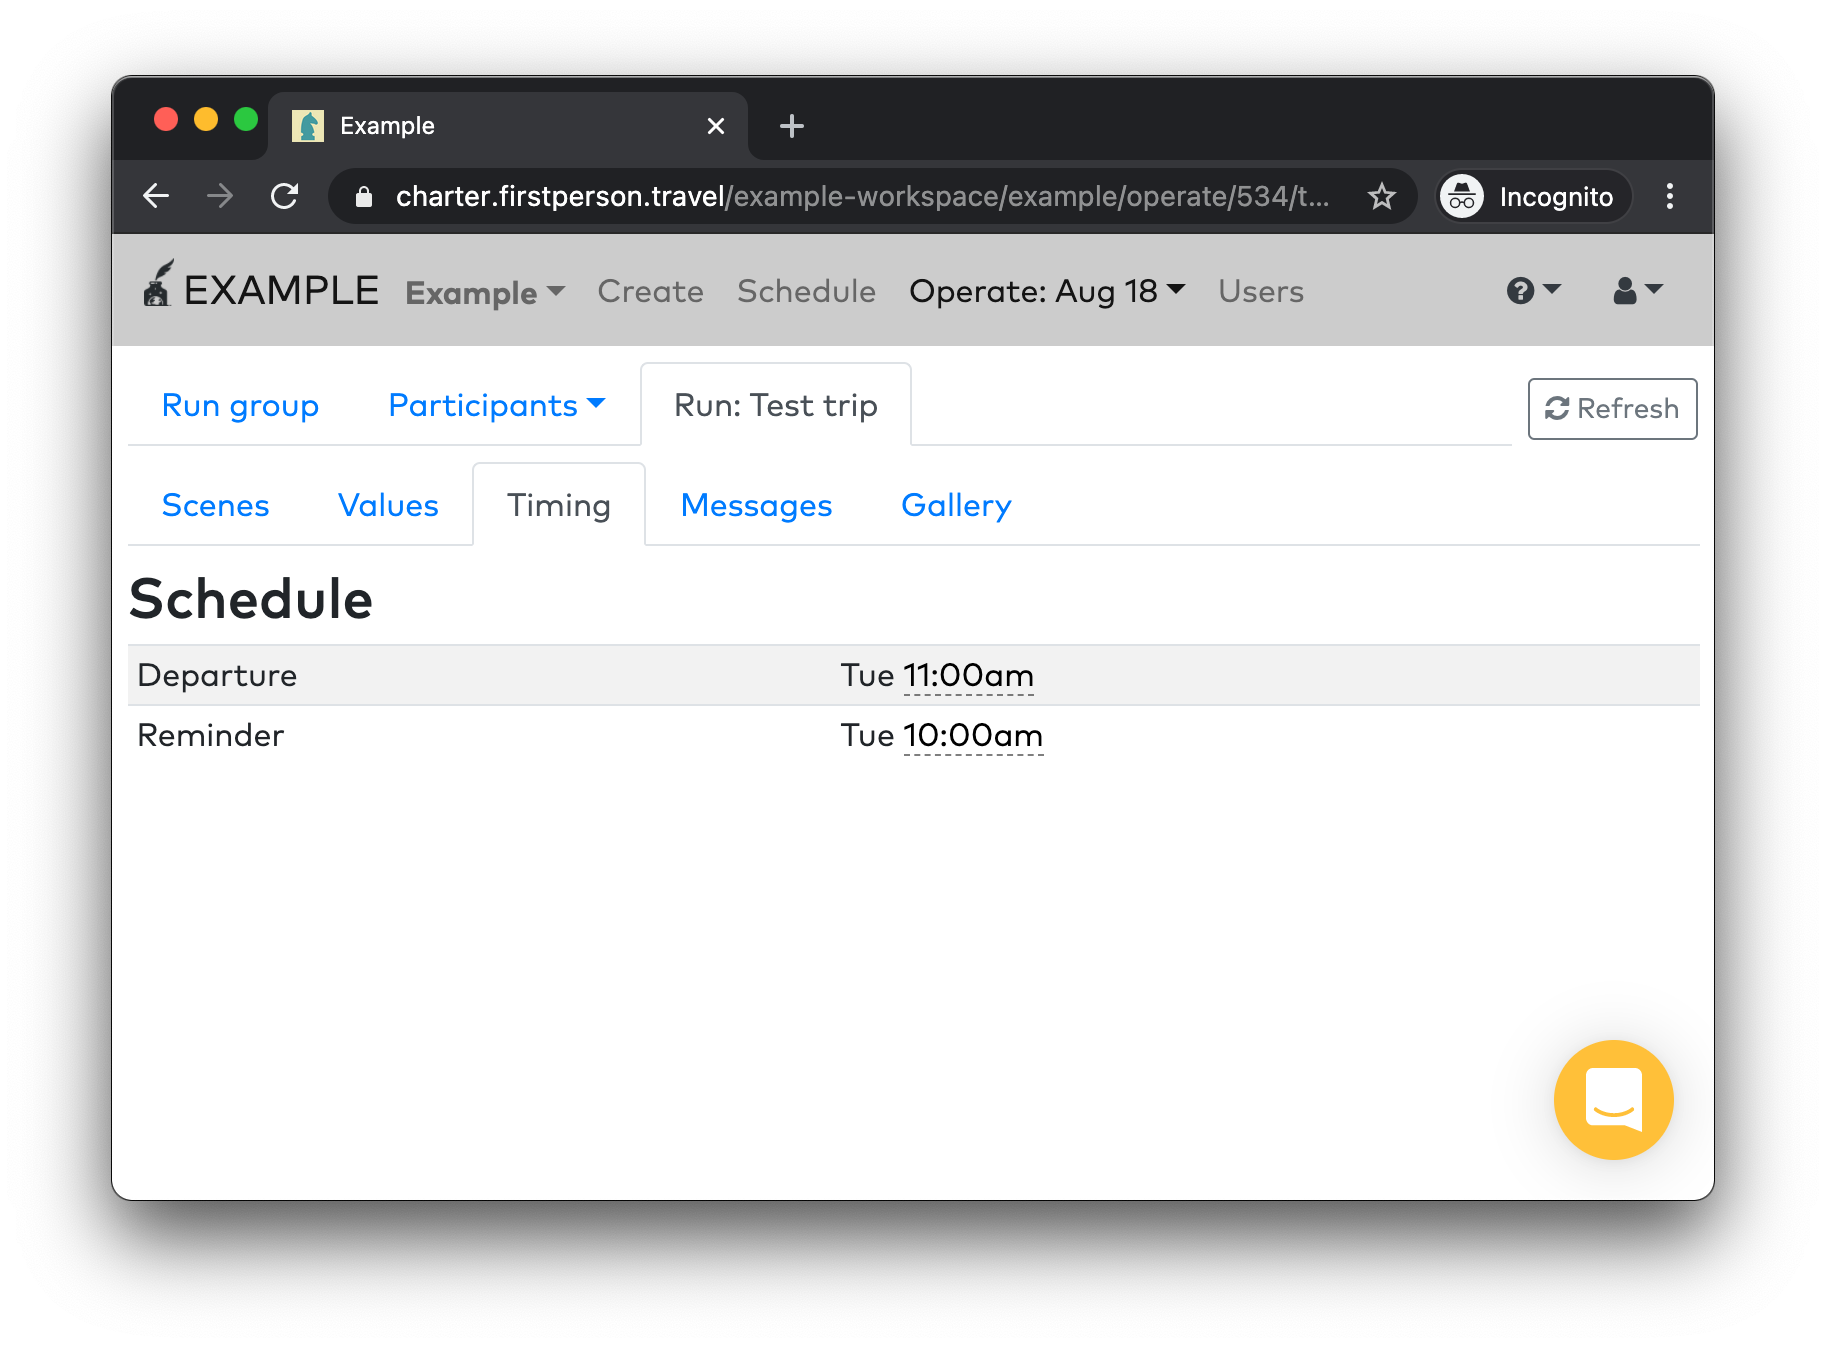 Example
charter.firstperson.travel/example-workspace/example/operate/534/t...
Incognito
EXAMPLE Example Create Schedule Operate: Aug 18 Users
Run group Participants Run: Test trip Refresh
Scenes Values Timing Messages Gallery
Schedule
Departure Tue 11:00am
Reminder Tue 10:00am